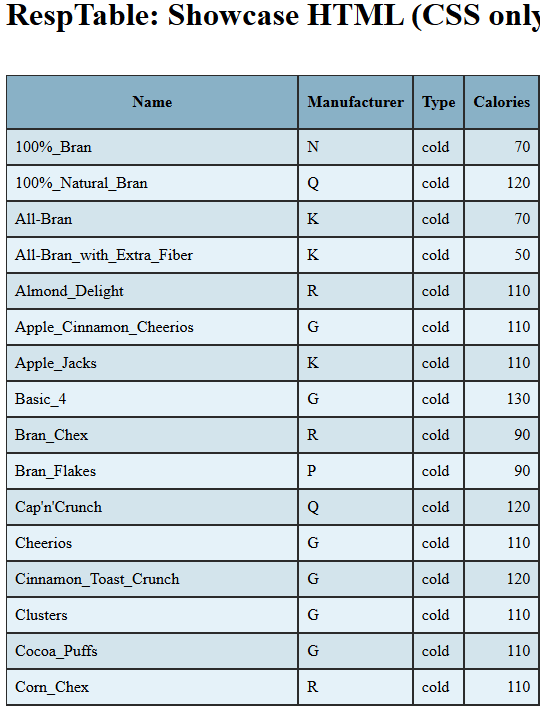 RespTable: Showcase HTML (CSS only
Name Manufacturer Type Calories
100%_Bran N cold 70
100%_Natural_Bran Q cold 120
All-Bran K cold 70
All-Bran_with_Extra_Fiber K cold 50
Almond_Delight R cold 110
Apple_Cinnamon_Cheerios G cold 110
Apple_Jacks K cold 110
Basic_4 G cold 130
Bran_Chex R cold 90
Bran_Flakes P cold 90
Cap'n'Crunch Q cold 120
Cheerios G cold 110
Cinnamon_Toast_Crunch G cold 120
Clusters G cold 110
Cocoa_Puffs G cold 110
Corn_Chex R cold 110